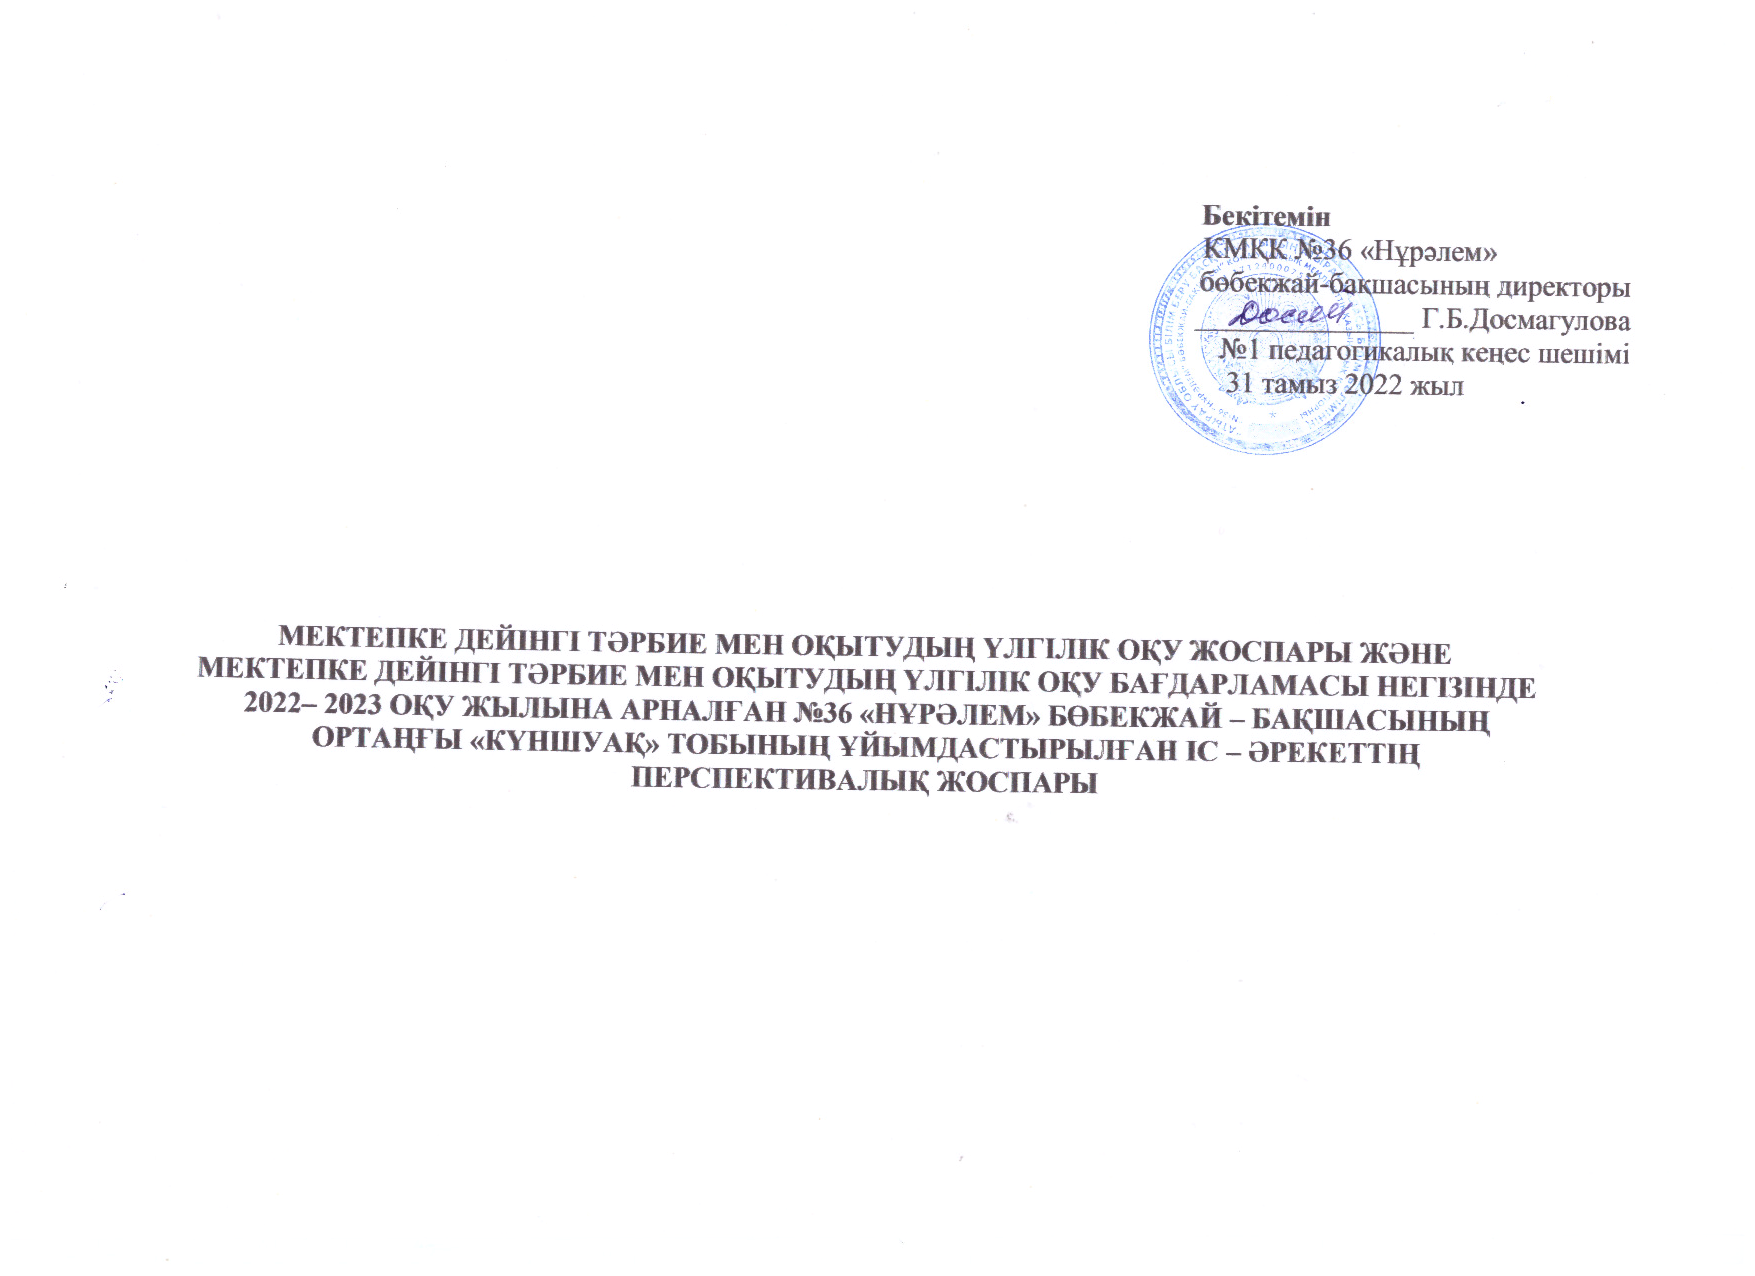 Бекітемін
КМҚК №36 «Нұрәлем»
бөбекжай-бақшасының директоры
Г.Б.Досмагулова
№1 педагогикалық кеңес шешімі
31 тамыз 2022 жыл
МЕКТЕПКЕ ДЕЙІНГІ ТӘРБИЕ МЕН ОҚЫТУДЫҢ ҮЛГІЛІК ОҚУ ЖОСПАРЫ ЖӘНЕ
МЕКТЕПКЕ ДЕЙІНГІ ТӘРБИЕ МЕН ОҚЫТУДЫҢ ҮЛГІЛІК ОҚУ БАҒДАРЛАМАСЫ НЕГІЗІНДЕ
2022– 2023 ОҚУ ЖЫЛЫНА АРНАЛҒАН №36 «НҰРӘЛЕМ» БӨБЕКЖАЙ – БАҚШАСЫНЫҢ
ОРТАҢҒЫ «КҮНШУАҚ» ТОБЫНЫҢ ҰЙЫМДАСТЫРЫЛҒАН ІС – ӘРЕКЕТТІҢ
ПЕРСПЕКТИВАЛЫҚ ЖОСПАРЫ